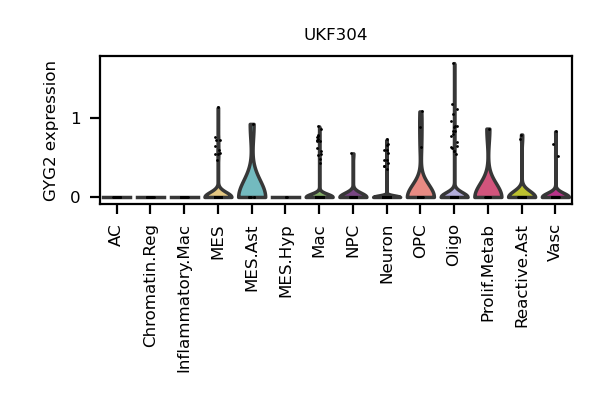 UKF304
GYG2 expression
1
0
AC
Chromatin.Reg
Inflammatory.Mac
MES
MES.Ast
MES.Hyp
Mac
NPC
Neuron
OPC
Oligo
Prolif.Metab
Reactive.Ast
Vasc